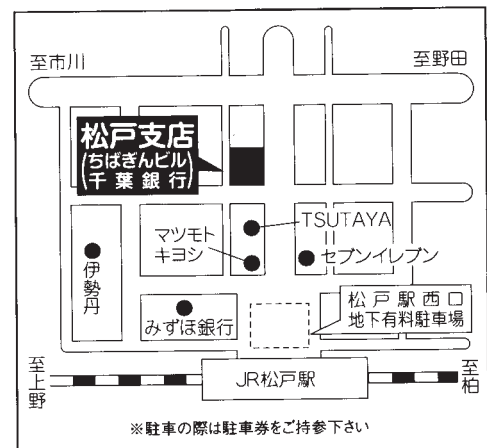 至市川
至野田
松戸支店
(ちばぎんビル)
(千葉銀行)
TSUTAYA
マツモト
キヨシ
セブンイレブン
伊勢丹
みずほ銀行
松戸駅西口
地下有料駐車場
至上野
JR松戸駅
至柏
※駐車の際は駐車券をご持参下さい